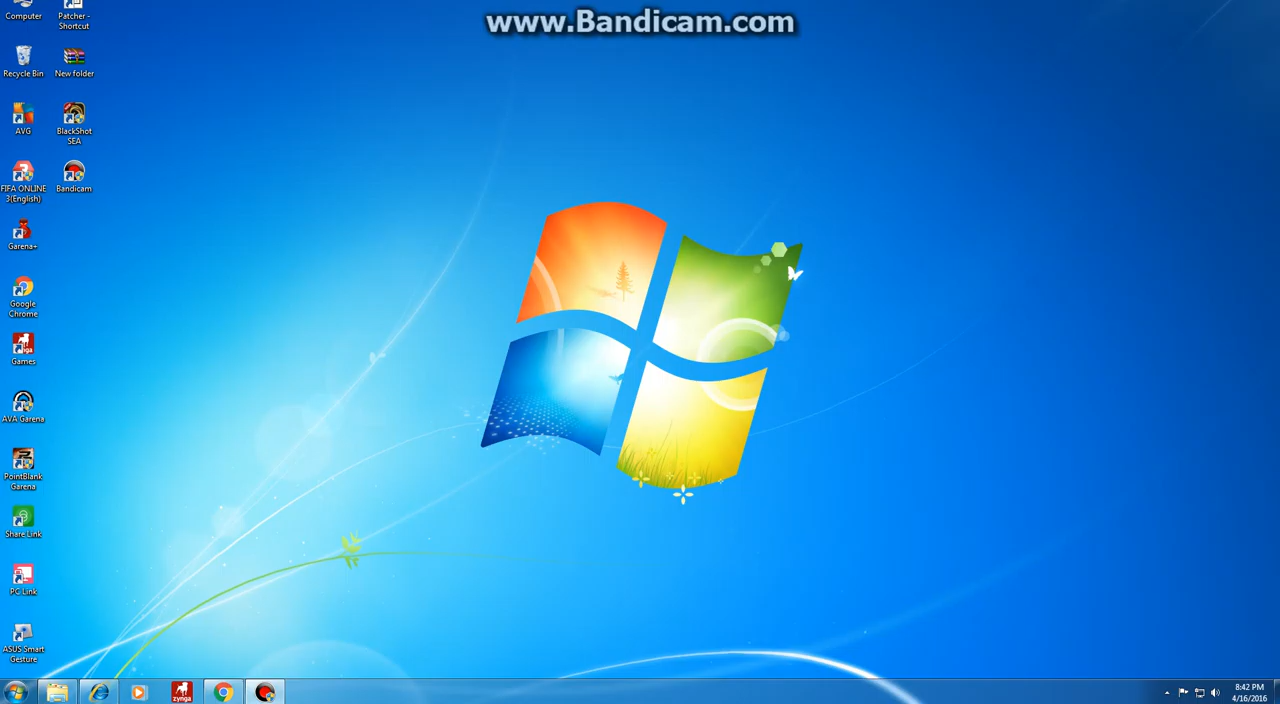 www.Bandicam.com
Computer
Patcher -
Shortcut
Recycle Bin
New folder
AVG
BlackShot
SEA
FIFA ONLINE
3(English)
Bandicam
Garena+
Google
Chrome
zynga
Games
AVA Garena
PointBlank
Garena
Share Link
PC Link
ASUS Smart
Gesture
zynga
8:42 PM
4/16/2016